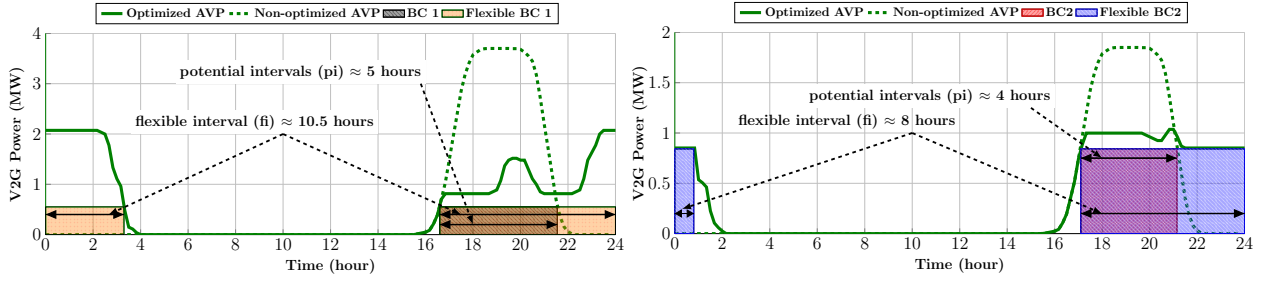 Optimized AVP Non-optimized AVP BC 1 Flexible BC 1
V2G Power (MW)
4
3
2
1
0
potential intervals (pi) ≈ 5 hours
flexible interval (fi) ≈ 10.5 hours
0 2 4 6 8 10 12 14 16 18 20 22 24
Time (hour)
Optimized AVP Non-optimized AVP BC2 Flexible BC2
V2G Power (MW)
2
1.5
1
0.5
0
potential intervals (pi) ≈ 4 hours
flexible interval (fi) ≈ 8 hours
0 2 4 6 8 10 12 14 16 18 20 22 24
Time (hour)